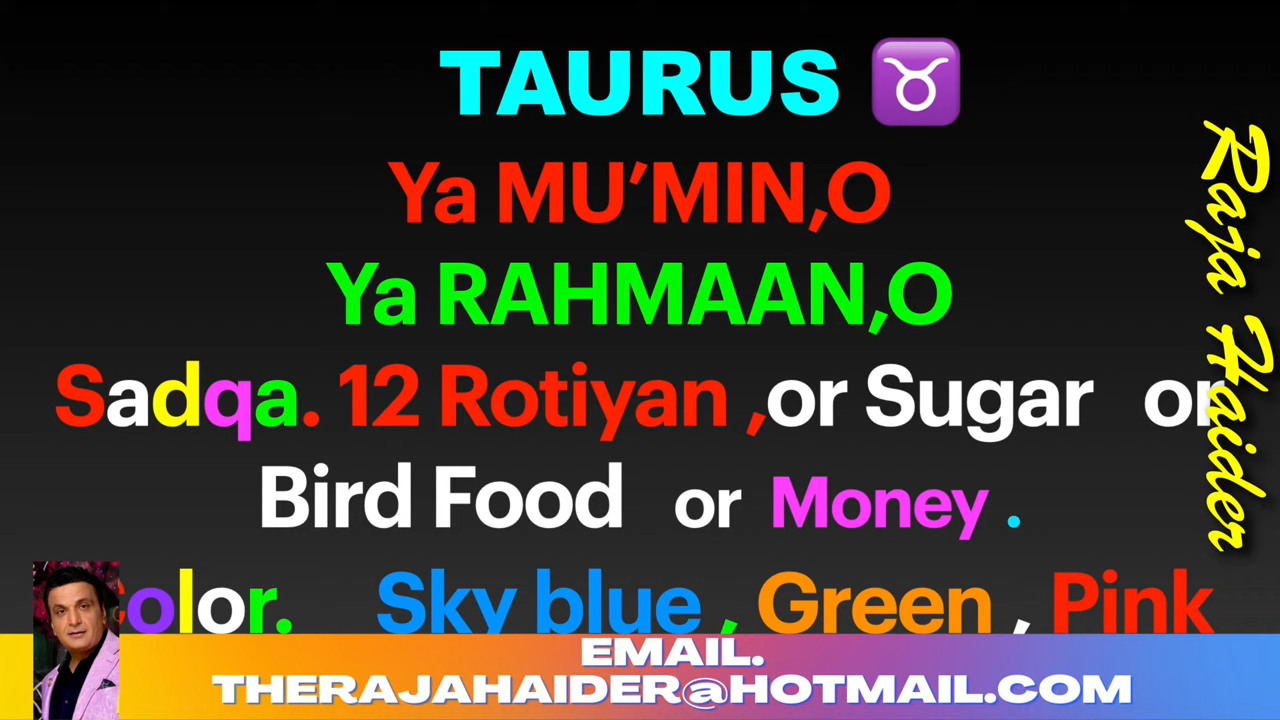 TAURUS ♉
Ya MU’MIN,O
Ya RAHMAAN,O
Sadqa. 12 Rotiyan ,or Sugar or
Bird Food or Money .
Color. Sky blue , Green , Pink
Raja Haider
EMAIL.
THERAJAHAIDER@HOTMAIL.COM